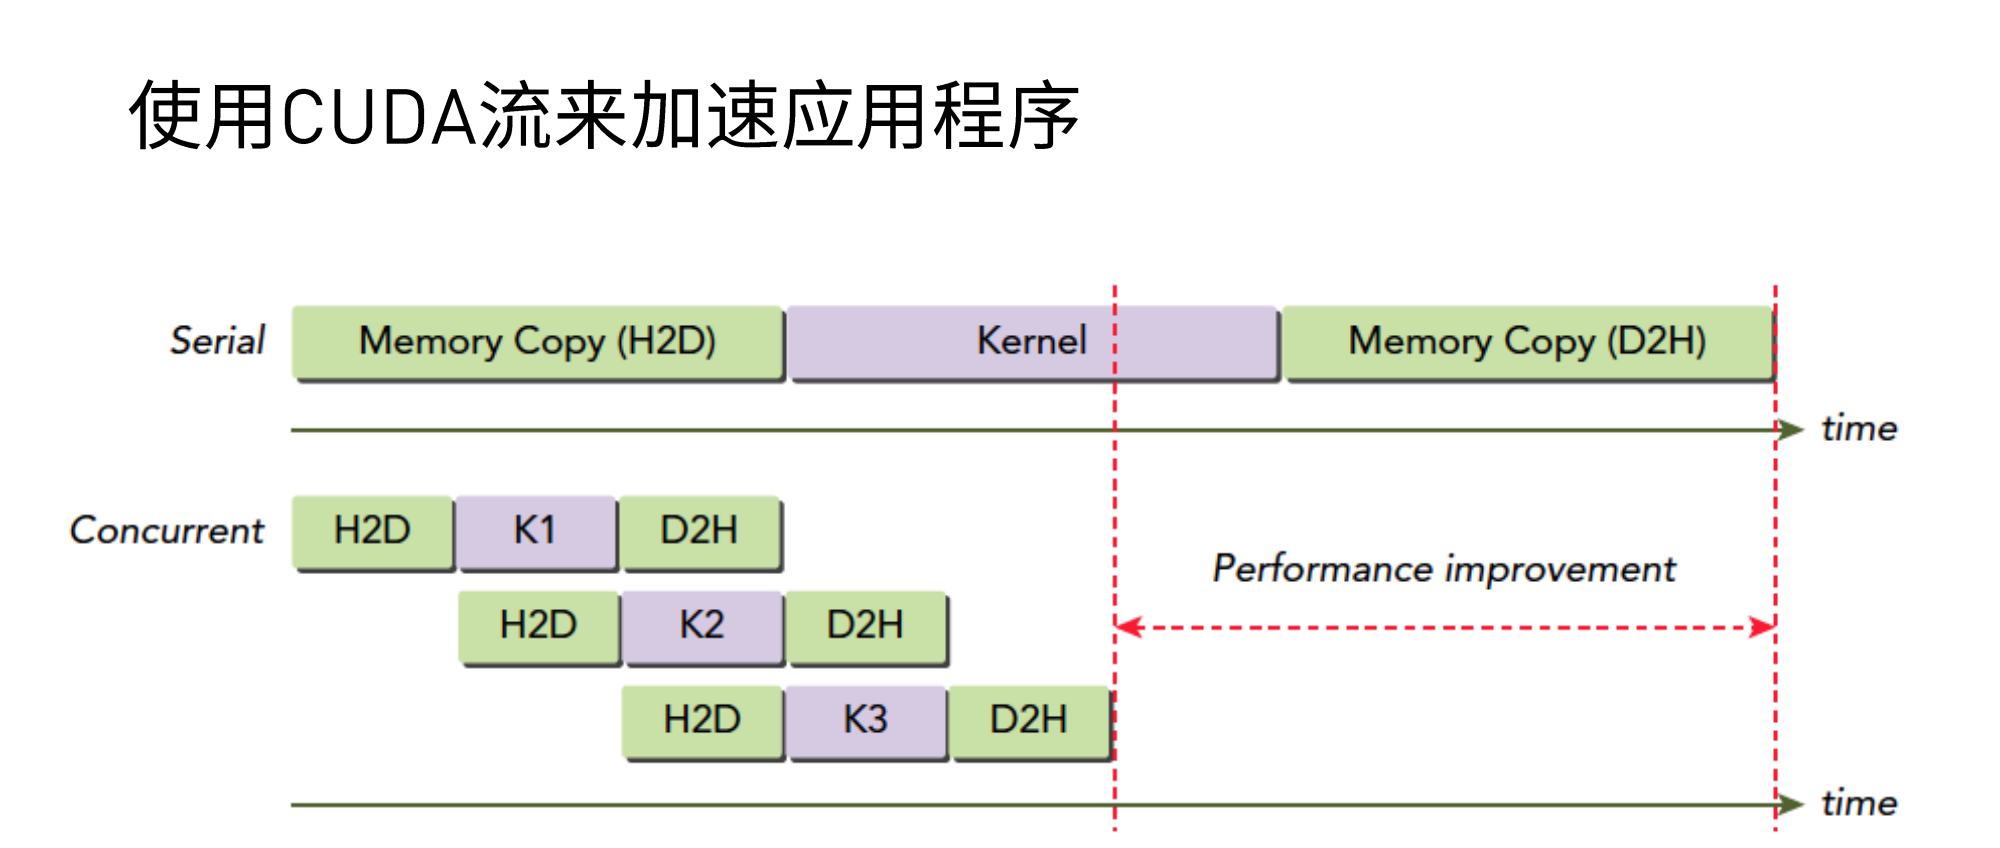 使用CUDA流来加速应用程序
Serial Memory Copy (H2D) Kernel Memory Copy (D2H)
time
Concurrent H2D K1 D2H
Performance improvement
H2D K2 D2H
H2D K3 D2H
time